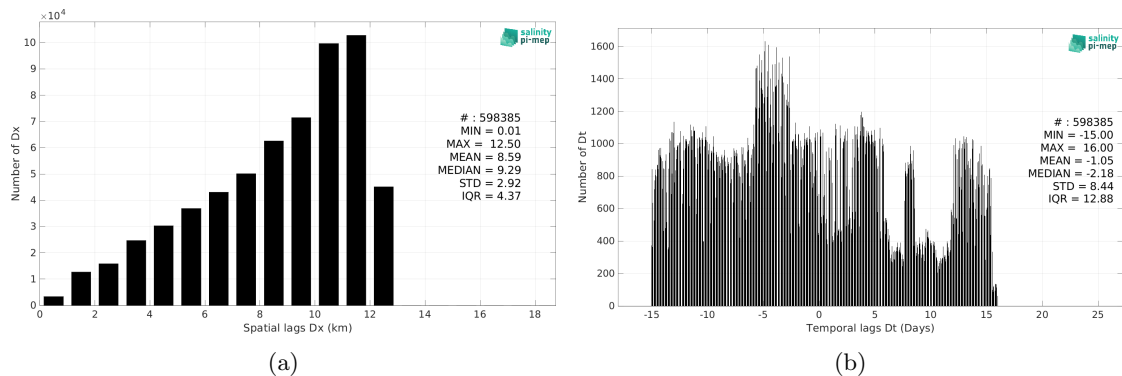 ×10⁴
10
9
8
7
6
5
4
3
2
1
0
Number of Dx
0 2 4 6 8 10 12 14 16 18
Spatial lags Dx (km)
salinity
pi-mep
# : 598385
MIN = 0.01
MAX = 12.50
MEAN = 8.59
MEDIAN = 9.29
STD = 2.92
IQR = 4.37
(a)
1600
1400
1200
1000
800
600
400
200
0
Number of Dt
-15 -10 -5 0 5 10 15 20 25
Temporal lags Dt (Days)
salinity
pi-mep
# : 598385
MIN = -15.00
MAX = 16.00
MEAN = -1.05
MEDIAN = -2.18
STD = 8.44
IQR = 12.88
(b)